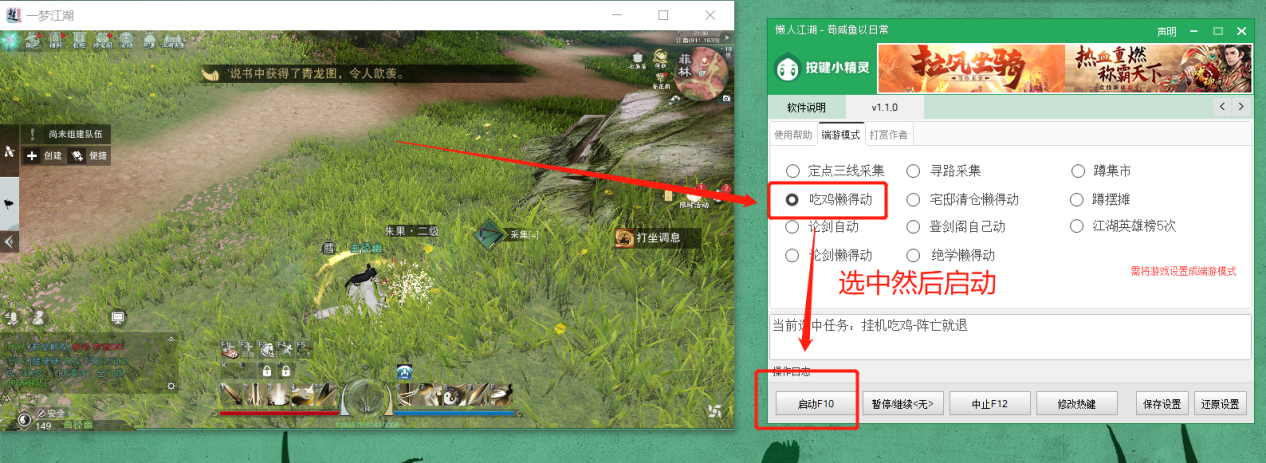 一梦江湖
说书中获得了青龙图，令人歆羡。
菲林
尚未组建队伍
创建
便捷
朱果·二级
采集[=]
打坐调息
安全
149
懒人江湖 - 苟咸鱼以日常
声明
按键小精灵
拉风坐骑
热血重燃
称霸天下
软件说明
v1.1.0
使用帮助
端游模式
打赏作者
定点三线采集
寻路采集
蹲集市
吃鸡懒得动
宅邸清仓懒得动
蹲摆摊
论剑自动
登剑阁自己动
江湖英雄榜5次
论剑懒得动
绝学懒得动
需将游戏设置成端游模式
选中然后启动
当前选中任务：挂机吃鸡-阵亡就退
操作日志
启动F10
暂停/继续<无>
中止F12
修改热键
保存设置
还原设置